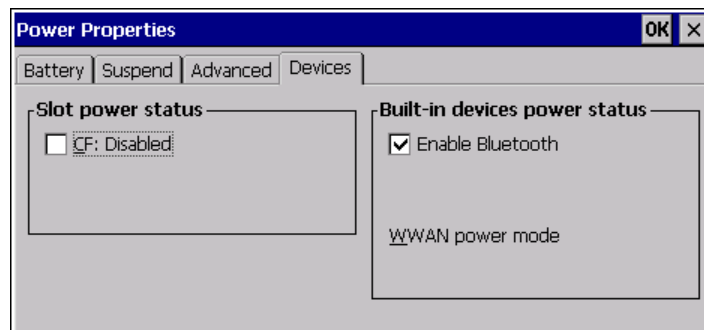 Power Properties OK ×
Battery Suspend Advanced Devices
Slot power status
CF: Disabled
Built-in devices power status
Enable Bluetooth
WWAN power mode